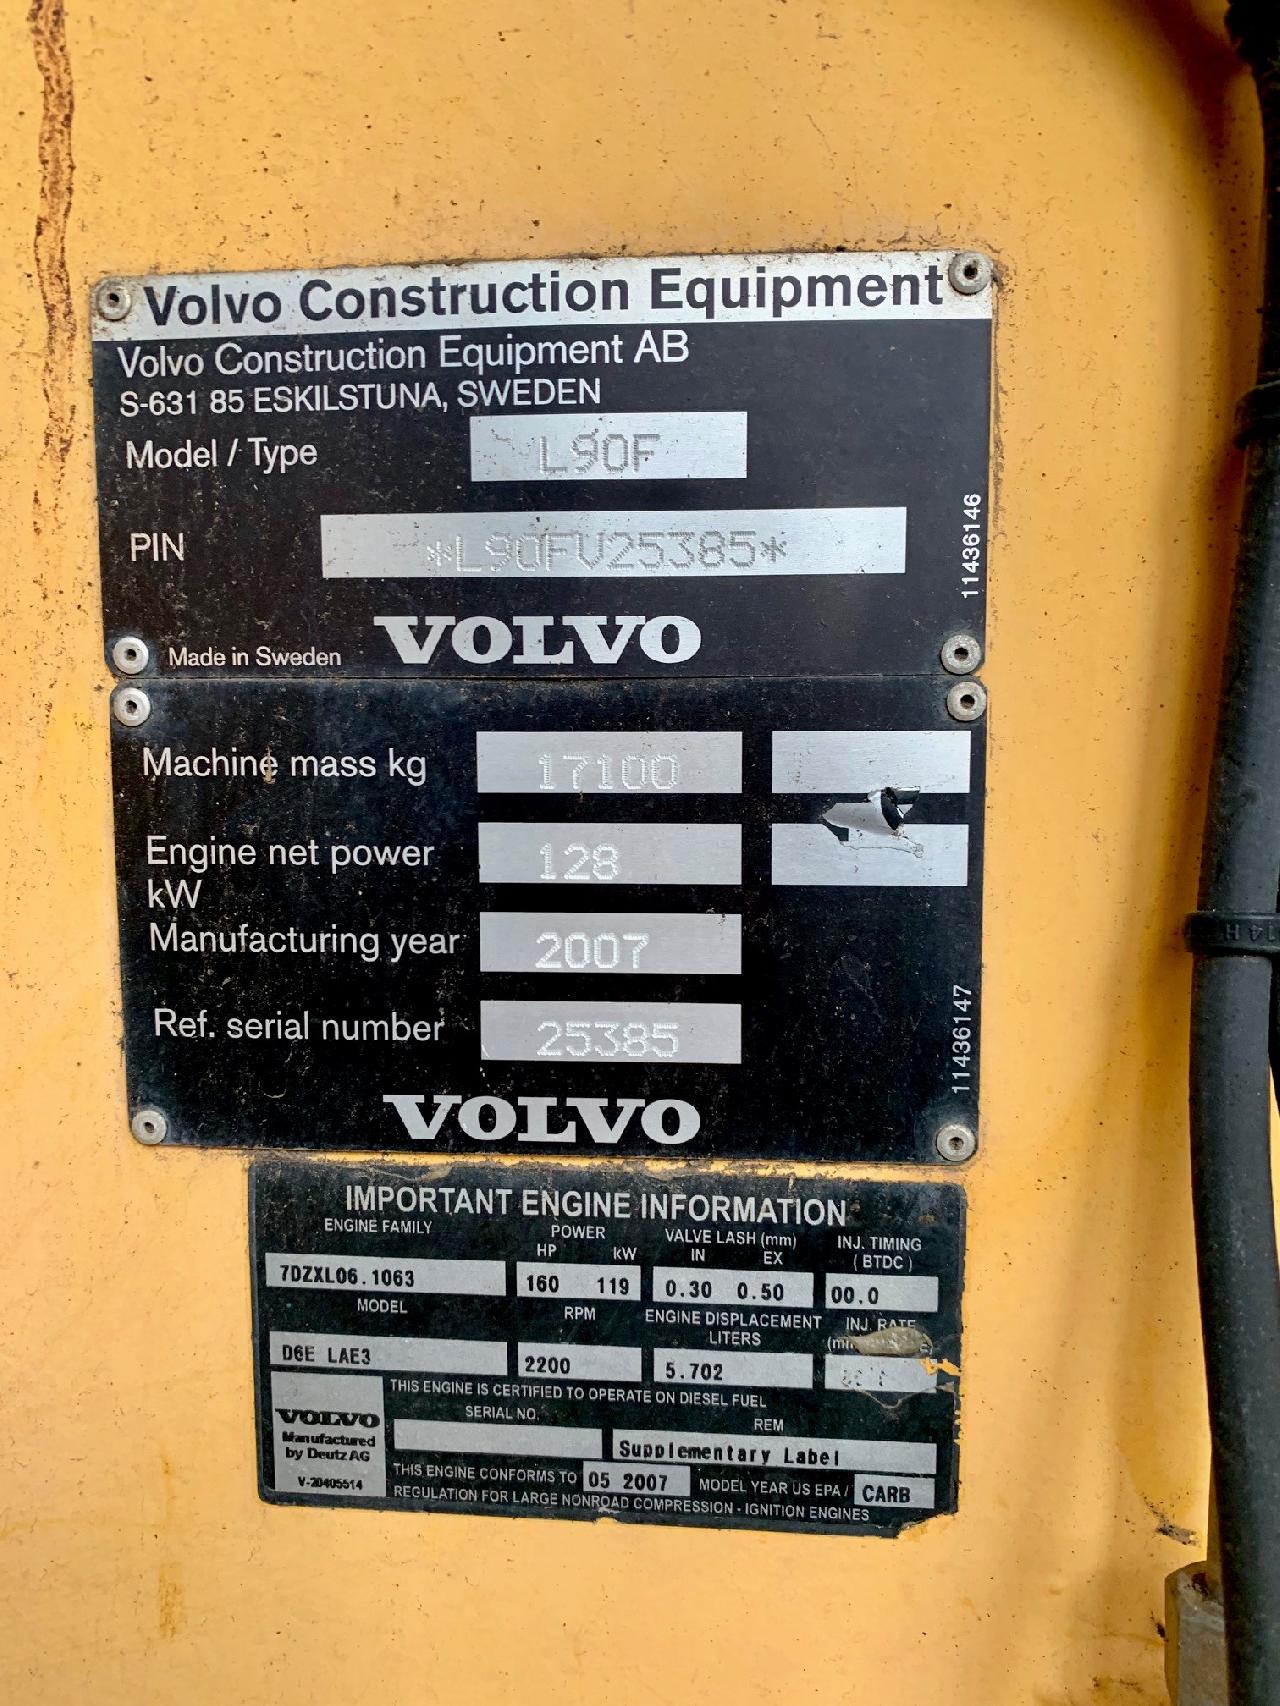 Volvo Construction Equipment
Volvo Construction Equipment AB
S-631 85 ESKILSTUNA, SWEDEN
Model / Type L90F
PIN *L90FV25385*
11436146
Made in Sweden VOLVO
Machine mass kg 17100
Engine net power 128
kW
Manufacturing year 2007
Ref. serial number 25385
11436147
VOLVO
IMPORTANT ENGINE INFORMATION
ENGINE FAMILY POWER VALVE LASH (mm) INJ. TIMING
HP kW IN EX (BTDC)
7DZXL06.1063 160 119 0.30 0.50 00.0
MODEL RPM ENGINE DISPLACEMENT INJ. RATE
LITERS
D6E LAE3 2200 5.702
THIS ENGINE IS CERTIFIED TO OPERATE ON DIESEL FUEL
SERIAL NO. REM
Supplementary Label
VOLVO
Manufactured
by Deutz AG
V-20405514
THIS ENGINE CONFORMS TO 05 2007 MODEL YEAR US EPA / CARB
REGULATION FOR LARGE NONROAD COMPRESSION - IGNITION ENGINES
14 H